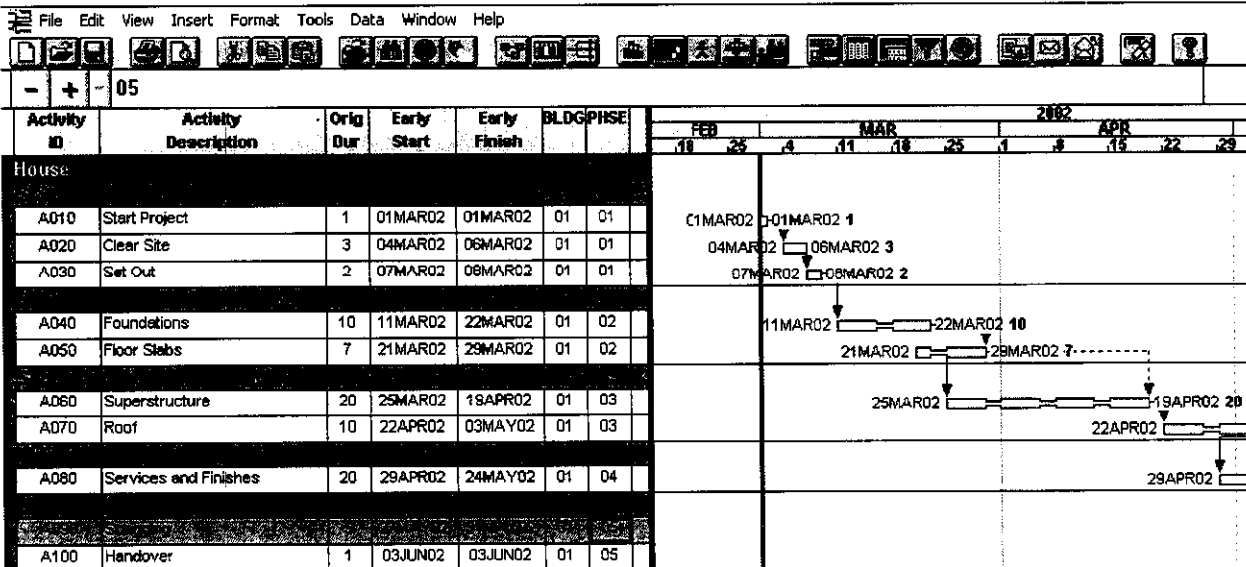 File Edit View Insert Format Tools Data Window Help
05
Activity ID Activity Description Orig Dur Early Start Early Finish BLDG PHSE
2002
FEB MAR APR
18 25 4 11 18 25 1 8 15 22 29
House
A010 Start Project 1 01MAR02 01MAR02 01 01 01MAR02 01MAR02 1
A020 Clear Site 3 04MAR02 06MAR02 01 01 04MAR02 06MAR02 3
A030 Set Out 2 07MAR02 08MAR02 01 01 07MAR02 08MAR02 2
A040 Foundations 10 11MAR02 22MAR02 01 02 11MAR02 22MAR02 10
A050 Floor Slabs 7 21MAR02 29MAR02 01 02 21MAR02 29MAR02 7
A060 Superstructure 20 25MAR02 19APR02 01 03 25MAR02 19APR02 20
A070 Roof 10 22APR02 03MAY02 01 03 22APR02
A080 Services and Finishes 20 29APR02 24MAY02 01 04 29APR02
A100 Handover 1 03JUN02 03JUN02 01 05